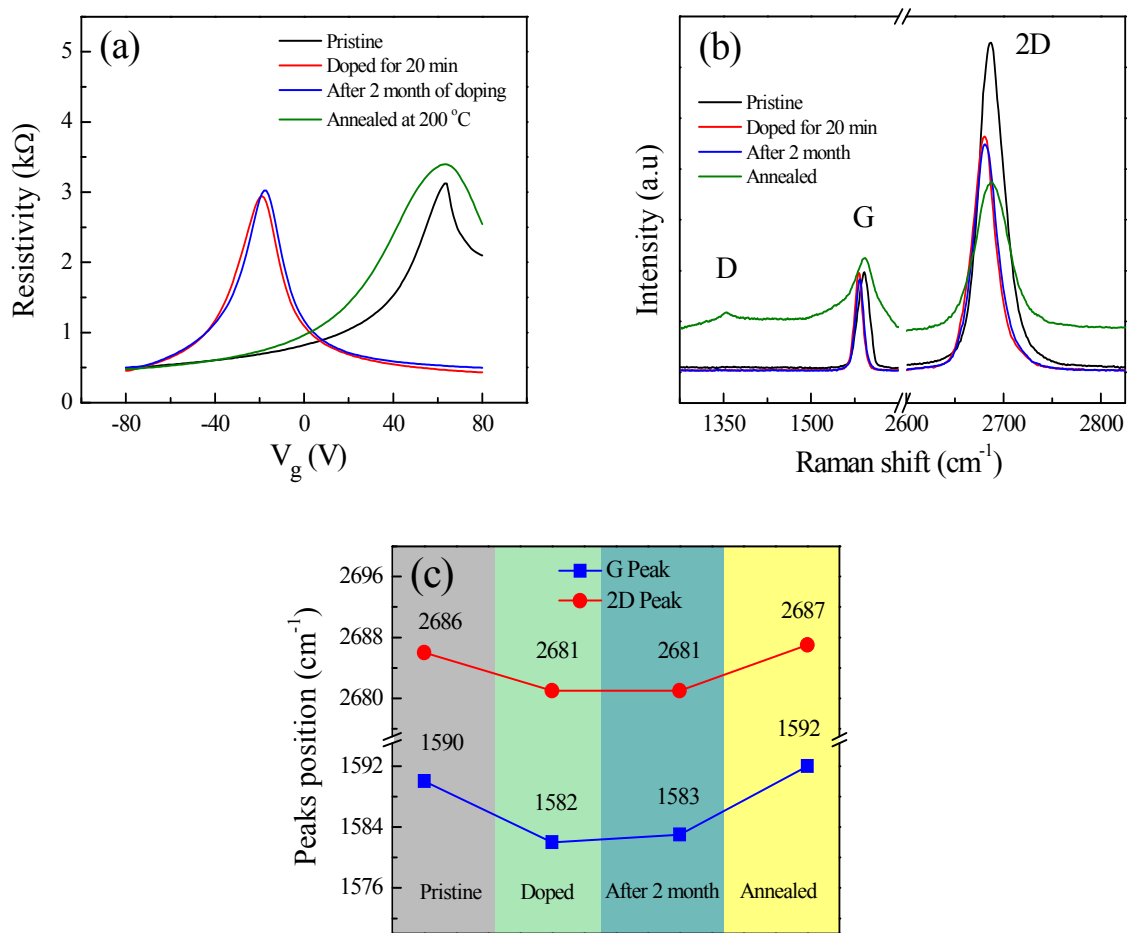 (a)
Pristine
Doped for 20 min
After 2 month of doping
Annealed at 200 °C
5
4
3
2
1
0
Resistivity (kΩ)
-80
-40
0
40
80
V_g (V)
(b)
Pristine
Doped for 20 min
After 2 month
Annealed
D
G
2D
Intensity (a.u)
1350
1500
2600
2700
2800
Raman shift (cm⁻¹)
(c)
G Peak
2D Peak
2696
2688
2680
1592
1584
1576
Peaks position (cm⁻¹)
2686
2681
2681
2687
1590
1582
1583
1592
Pristine
Doped
After 2 month
Annealed